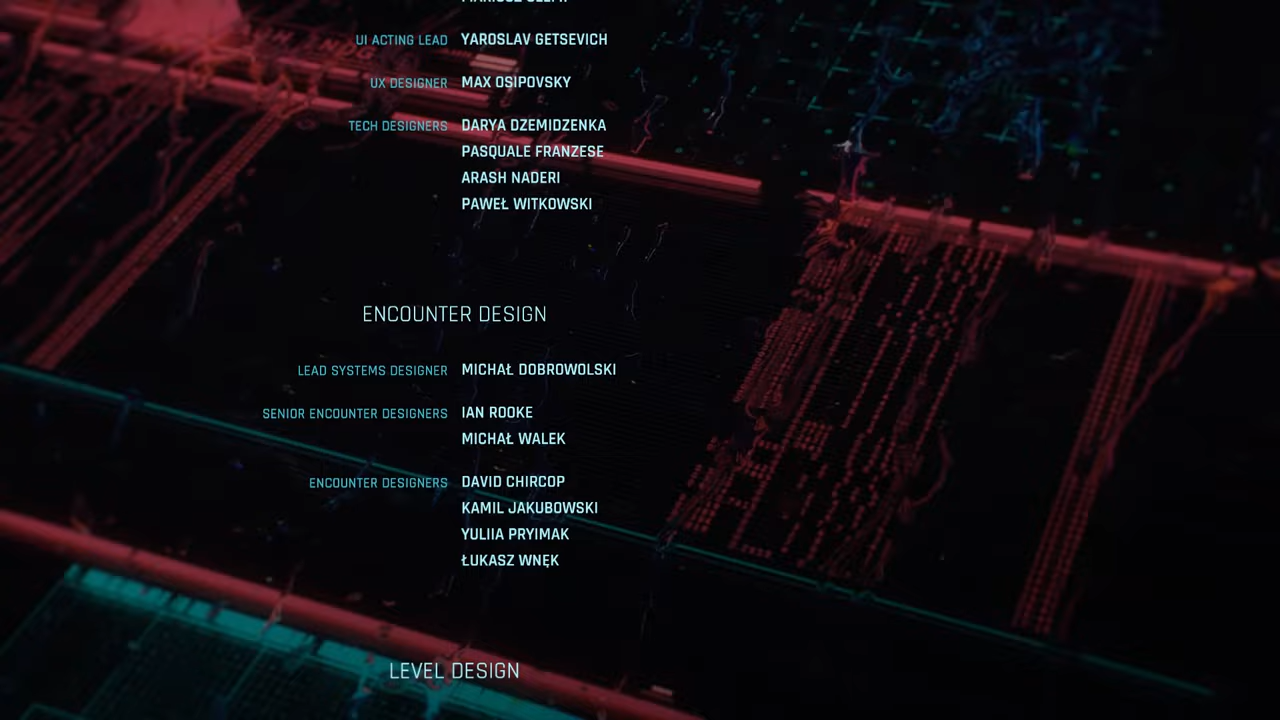 UI ACTING LEAD YAROSLAV GETSEVICH
UX DESIGNER MAX OSIPOVSKY
TECH DESIGNERS DARYA DZEMIDZENKA
PASQUALE FRANZESE
ARASH NADERI
PAWEŁ WITKOWSKI
ENCOUNTER DESIGN
LEAD SYSTEMS DESIGNER MICHAŁ DOBROWOLSKI
SENIOR ENCOUNTER DESIGNERS IAN ROOKE
MICHAŁ WALEK
ENCOUNTER DESIGNERS DAVID CHIRCOP
KAMIL JAKUBOWSKI
YULIIA PRYIMAK
ŁUKASZ WNĘK
LEVEL DESIGN